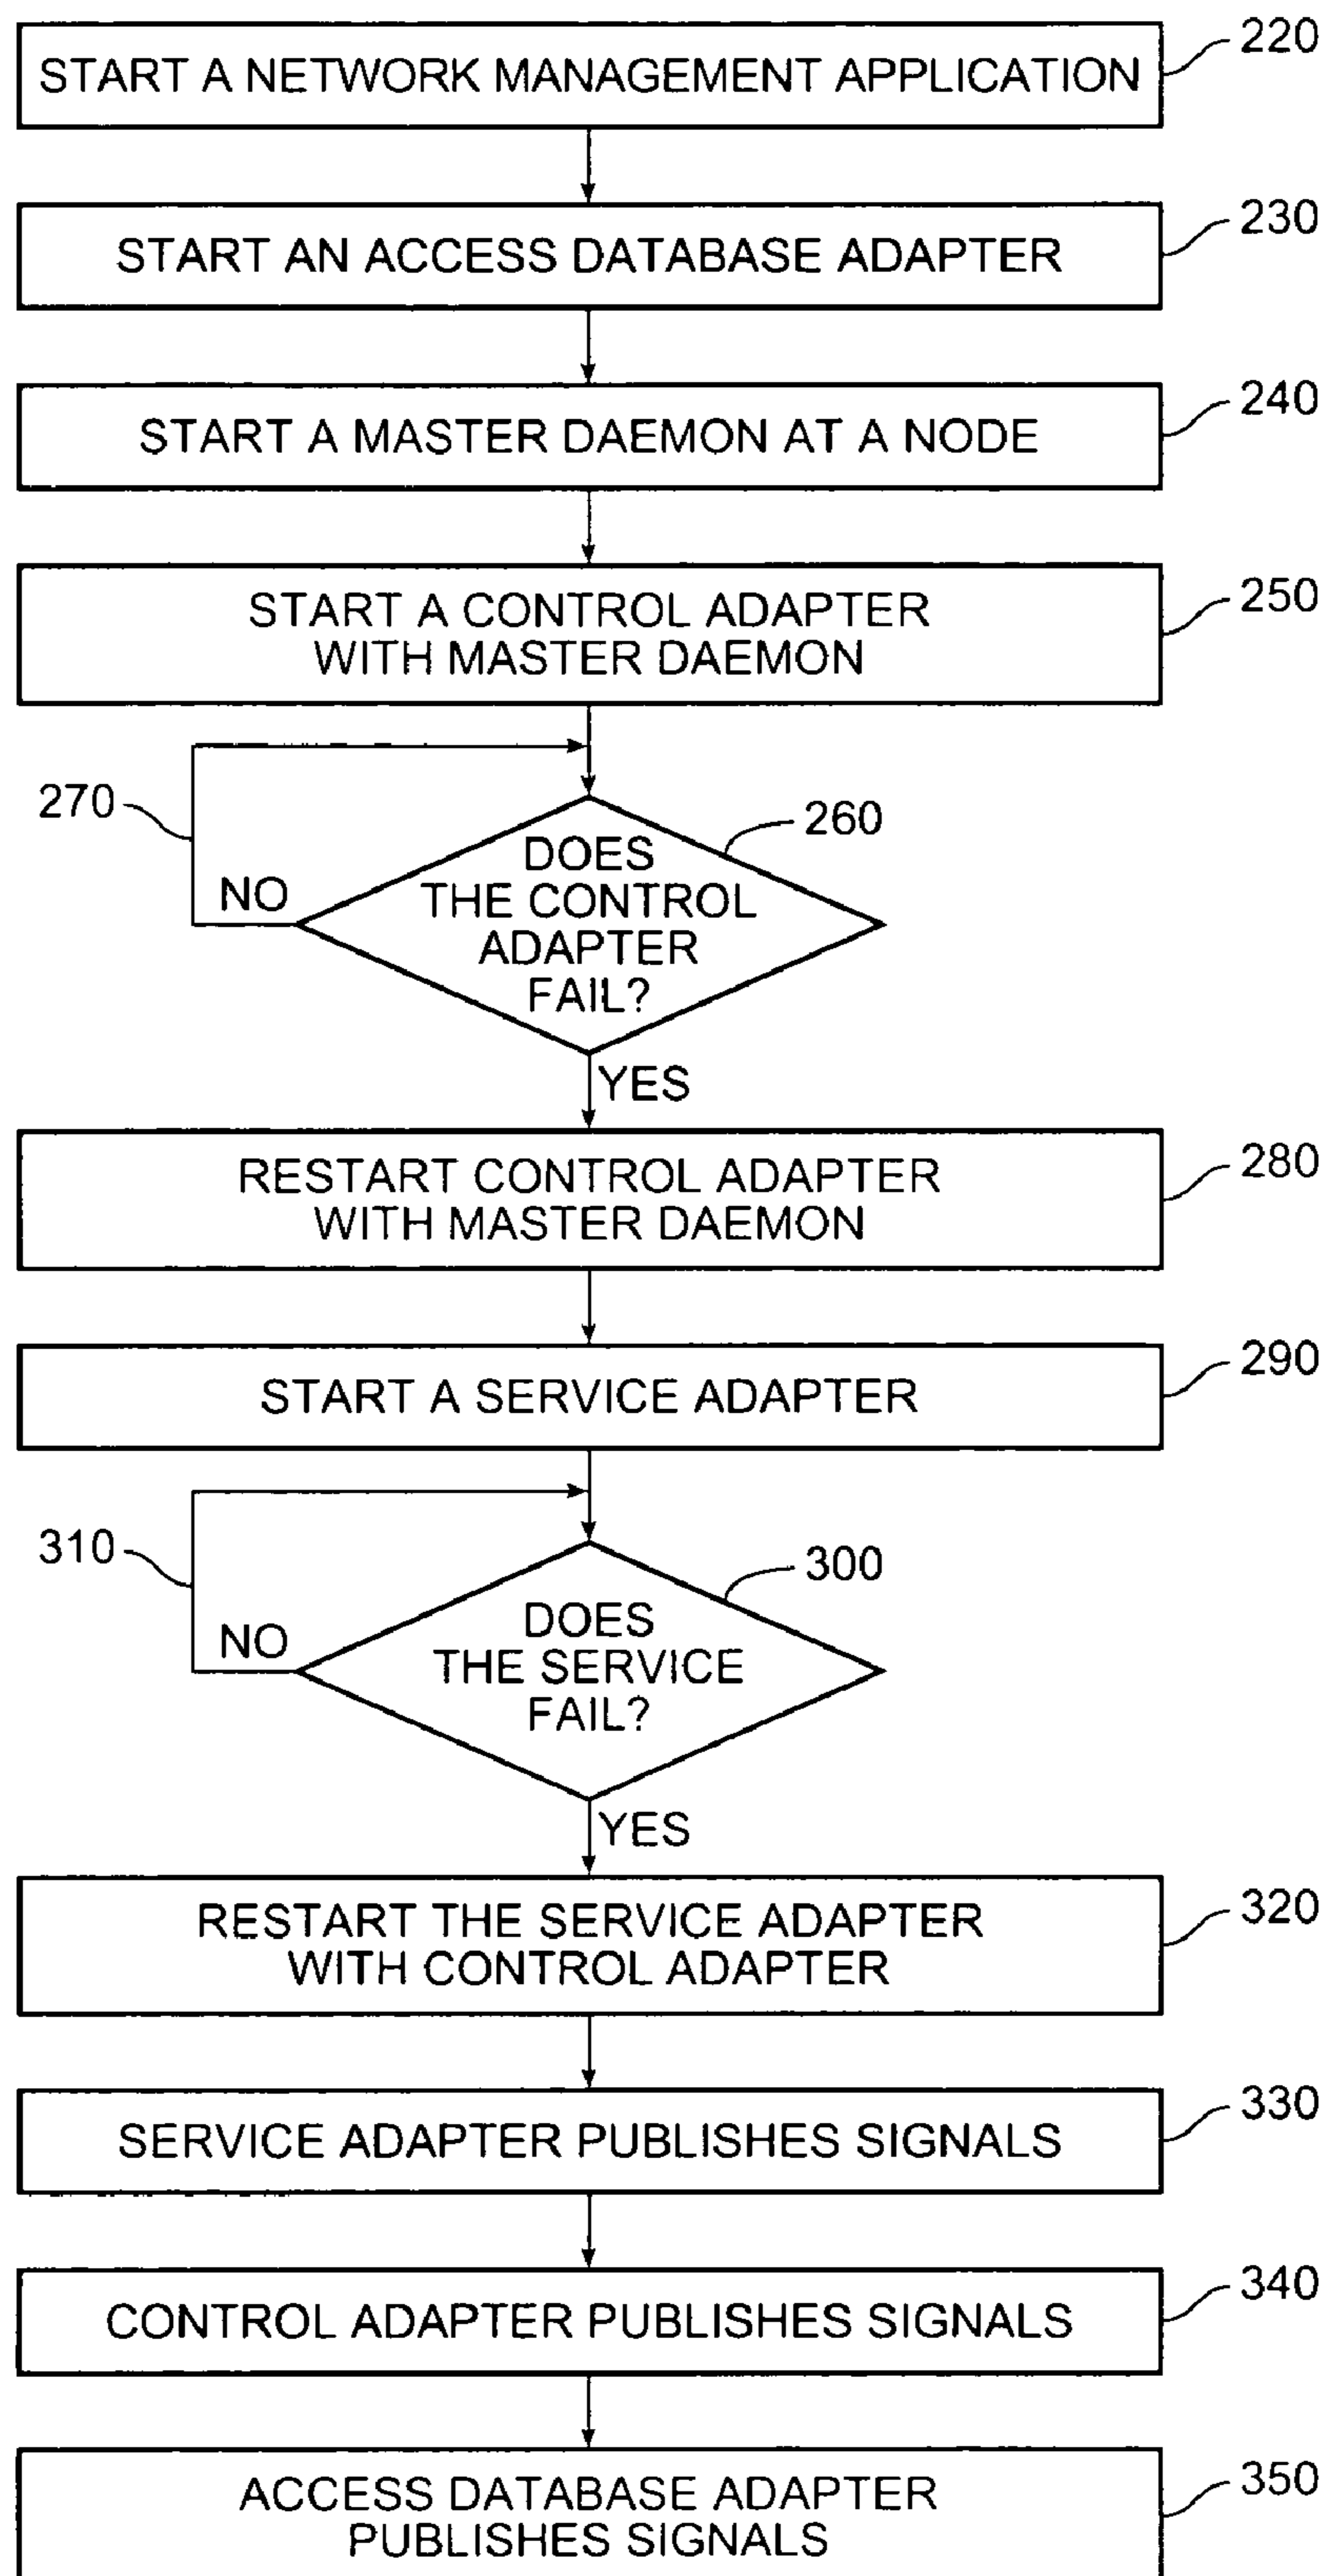 START A NETWORK MANAGEMENT APPLICATION
220
START AN ACCESS DATABASE ADAPTER
230
START A MASTER DAEMON AT A NODE
240
START A CONTROL ADAPTER
WITH MASTER DAEMON
250
270
NO
DOES
THE CONTROL
ADAPTER
FAIL?
260
YES
RESTART CONTROL ADAPTER
WITH MASTER DAEMON
280
START A SERVICE ADAPTER
290
310
NO
DOES
THE SERVICE
FAIL?
300
YES
RESTART THE SERVICE ADAPTER
WITH CONTROL ADAPTER
320
SERVICE ADAPTER PUBLISHES SIGNALS
330
CONTROL ADAPTER PUBLISHES SIGNALS
340
ACCESS DATABASE ADAPTER
PUBLISHES SIGNALS
350